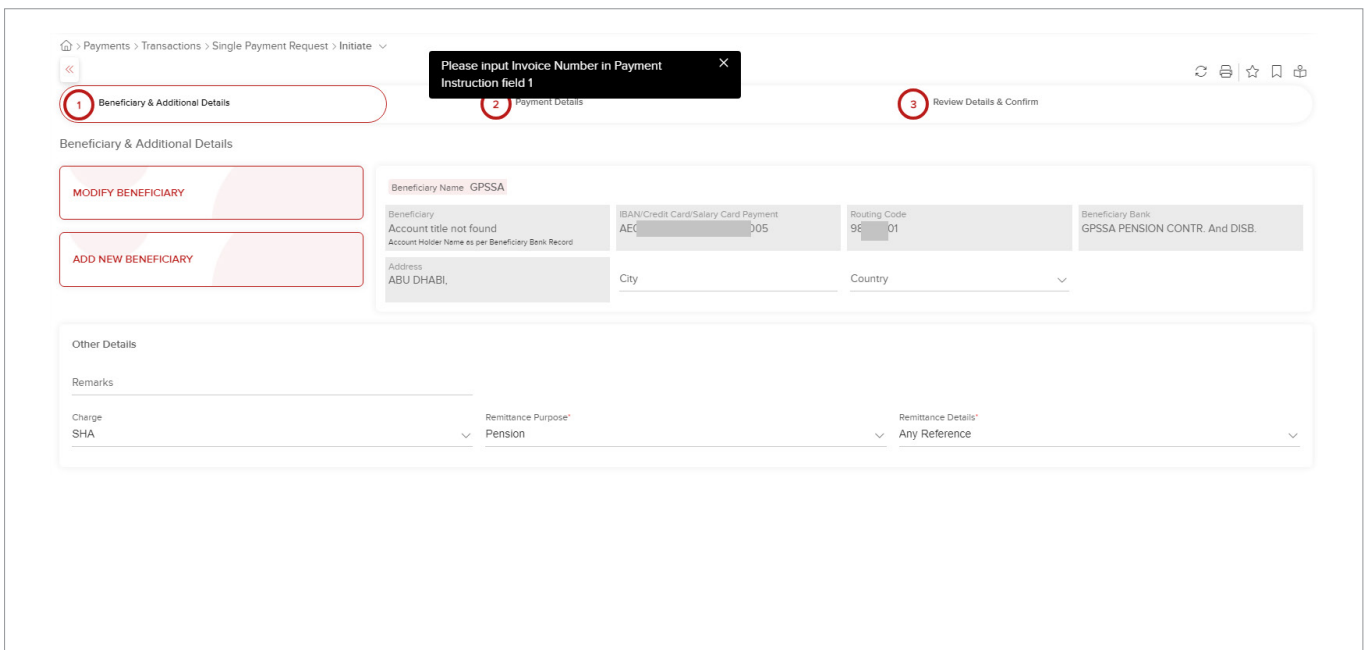 > Payments > Transactions > Single Payment Request > Initiate
Please input Invoice Number in Payment
Instruction field 1
1 Beneficiary & Additional Details
2 Payment Details
3 Review Details & Confirm
Beneficiary & Additional Details
MODIFY BENEFICIARY
ADD NEW BENEFICIARY
Beneficiary Name GPSSA
Beneficiary
Account title not found
Account Holder Name as per Beneficiary Bank Record
IBAN/Credit Card/Salary Card Payment
AE 005
Routing Code
98 01
Beneficiary Bank
GPSSA PENSION CONTR. And DISB.
Address
ABU DHABI,
City
Country
Other Details
Remarks
Charge
SHA
Remittance Purpose*
Pension
Remittance Details*
Any Reference